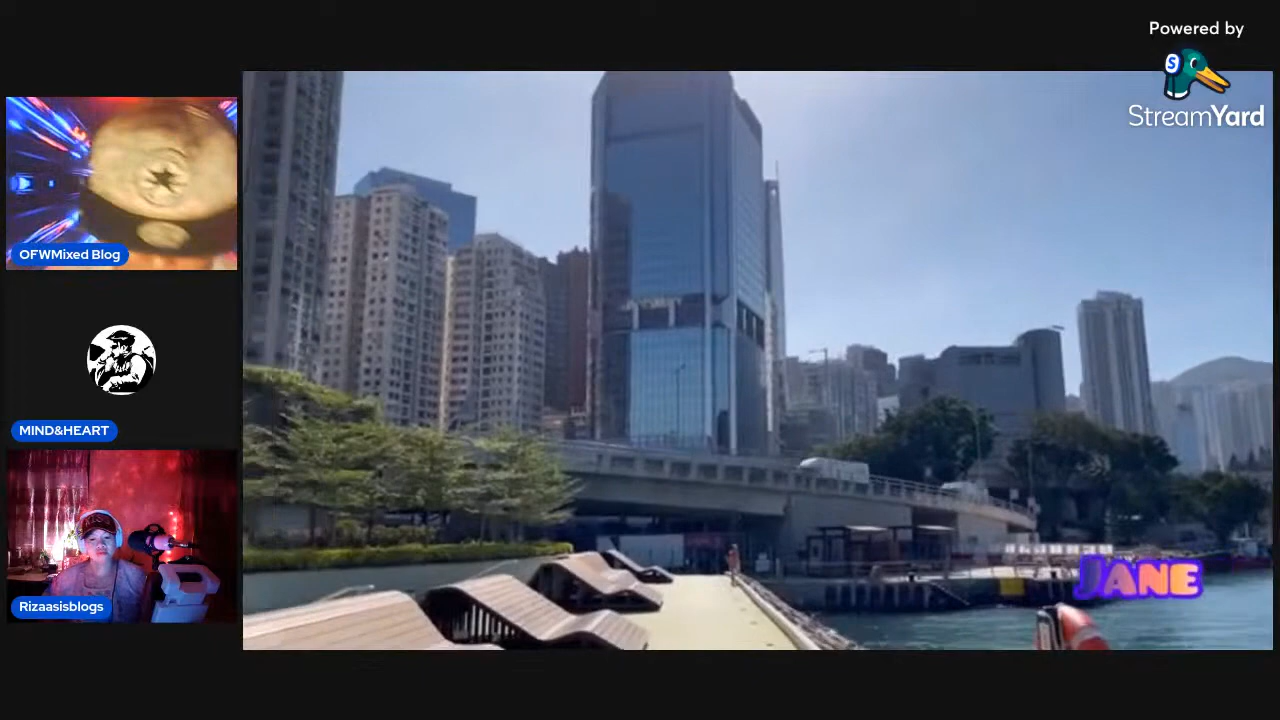 Powered by
S
StreamYard
OFWMixed Blog
MIND&HEART
Rizaasisblogs
JANE